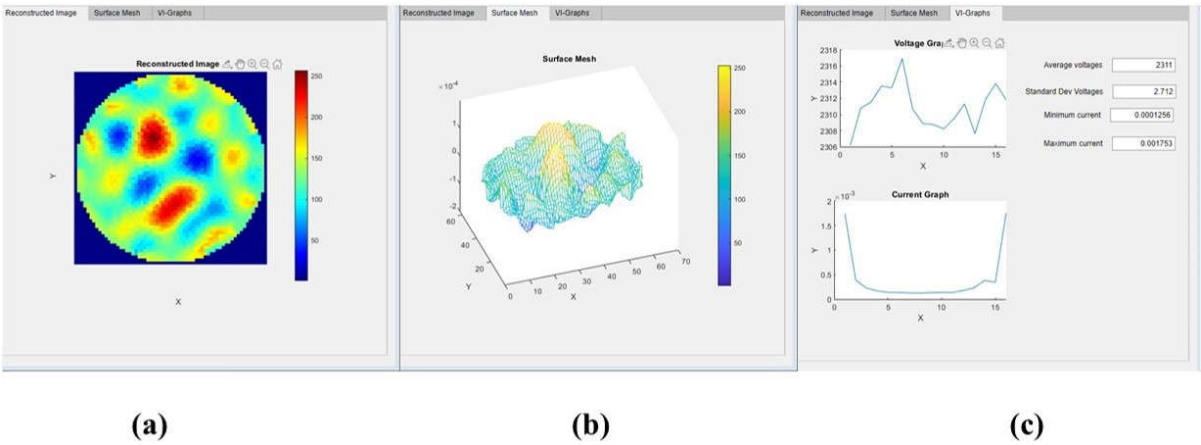 Reconstructed Image Surface Mesh VI-Graphs
Reconstructed Image
250
200
150
100
50
Y
X
(a)
Reconstructed Image Surface Mesh VI-Graphs
Surface Mesh
×10⁻⁴
1
0
-1
-2
60
40
20
0
Y
0 10 20 30 40 50 60 70
X
250
200
150
100
50
(b)
Reconstructed Image Surface Mesh VI-Graphs
Voltage Gra
2318
2316
2314
2312
2310
2308
2306
Y
0 5 10 15
X
Average voltages 2311
Standard Dev Voltages 2.712
Minimum current 0.0001256
Maximum current 0.001753
Current Graph
×10⁻³
2
1.5
1
0.5
0
Y
0 5 10 15
X
(c)